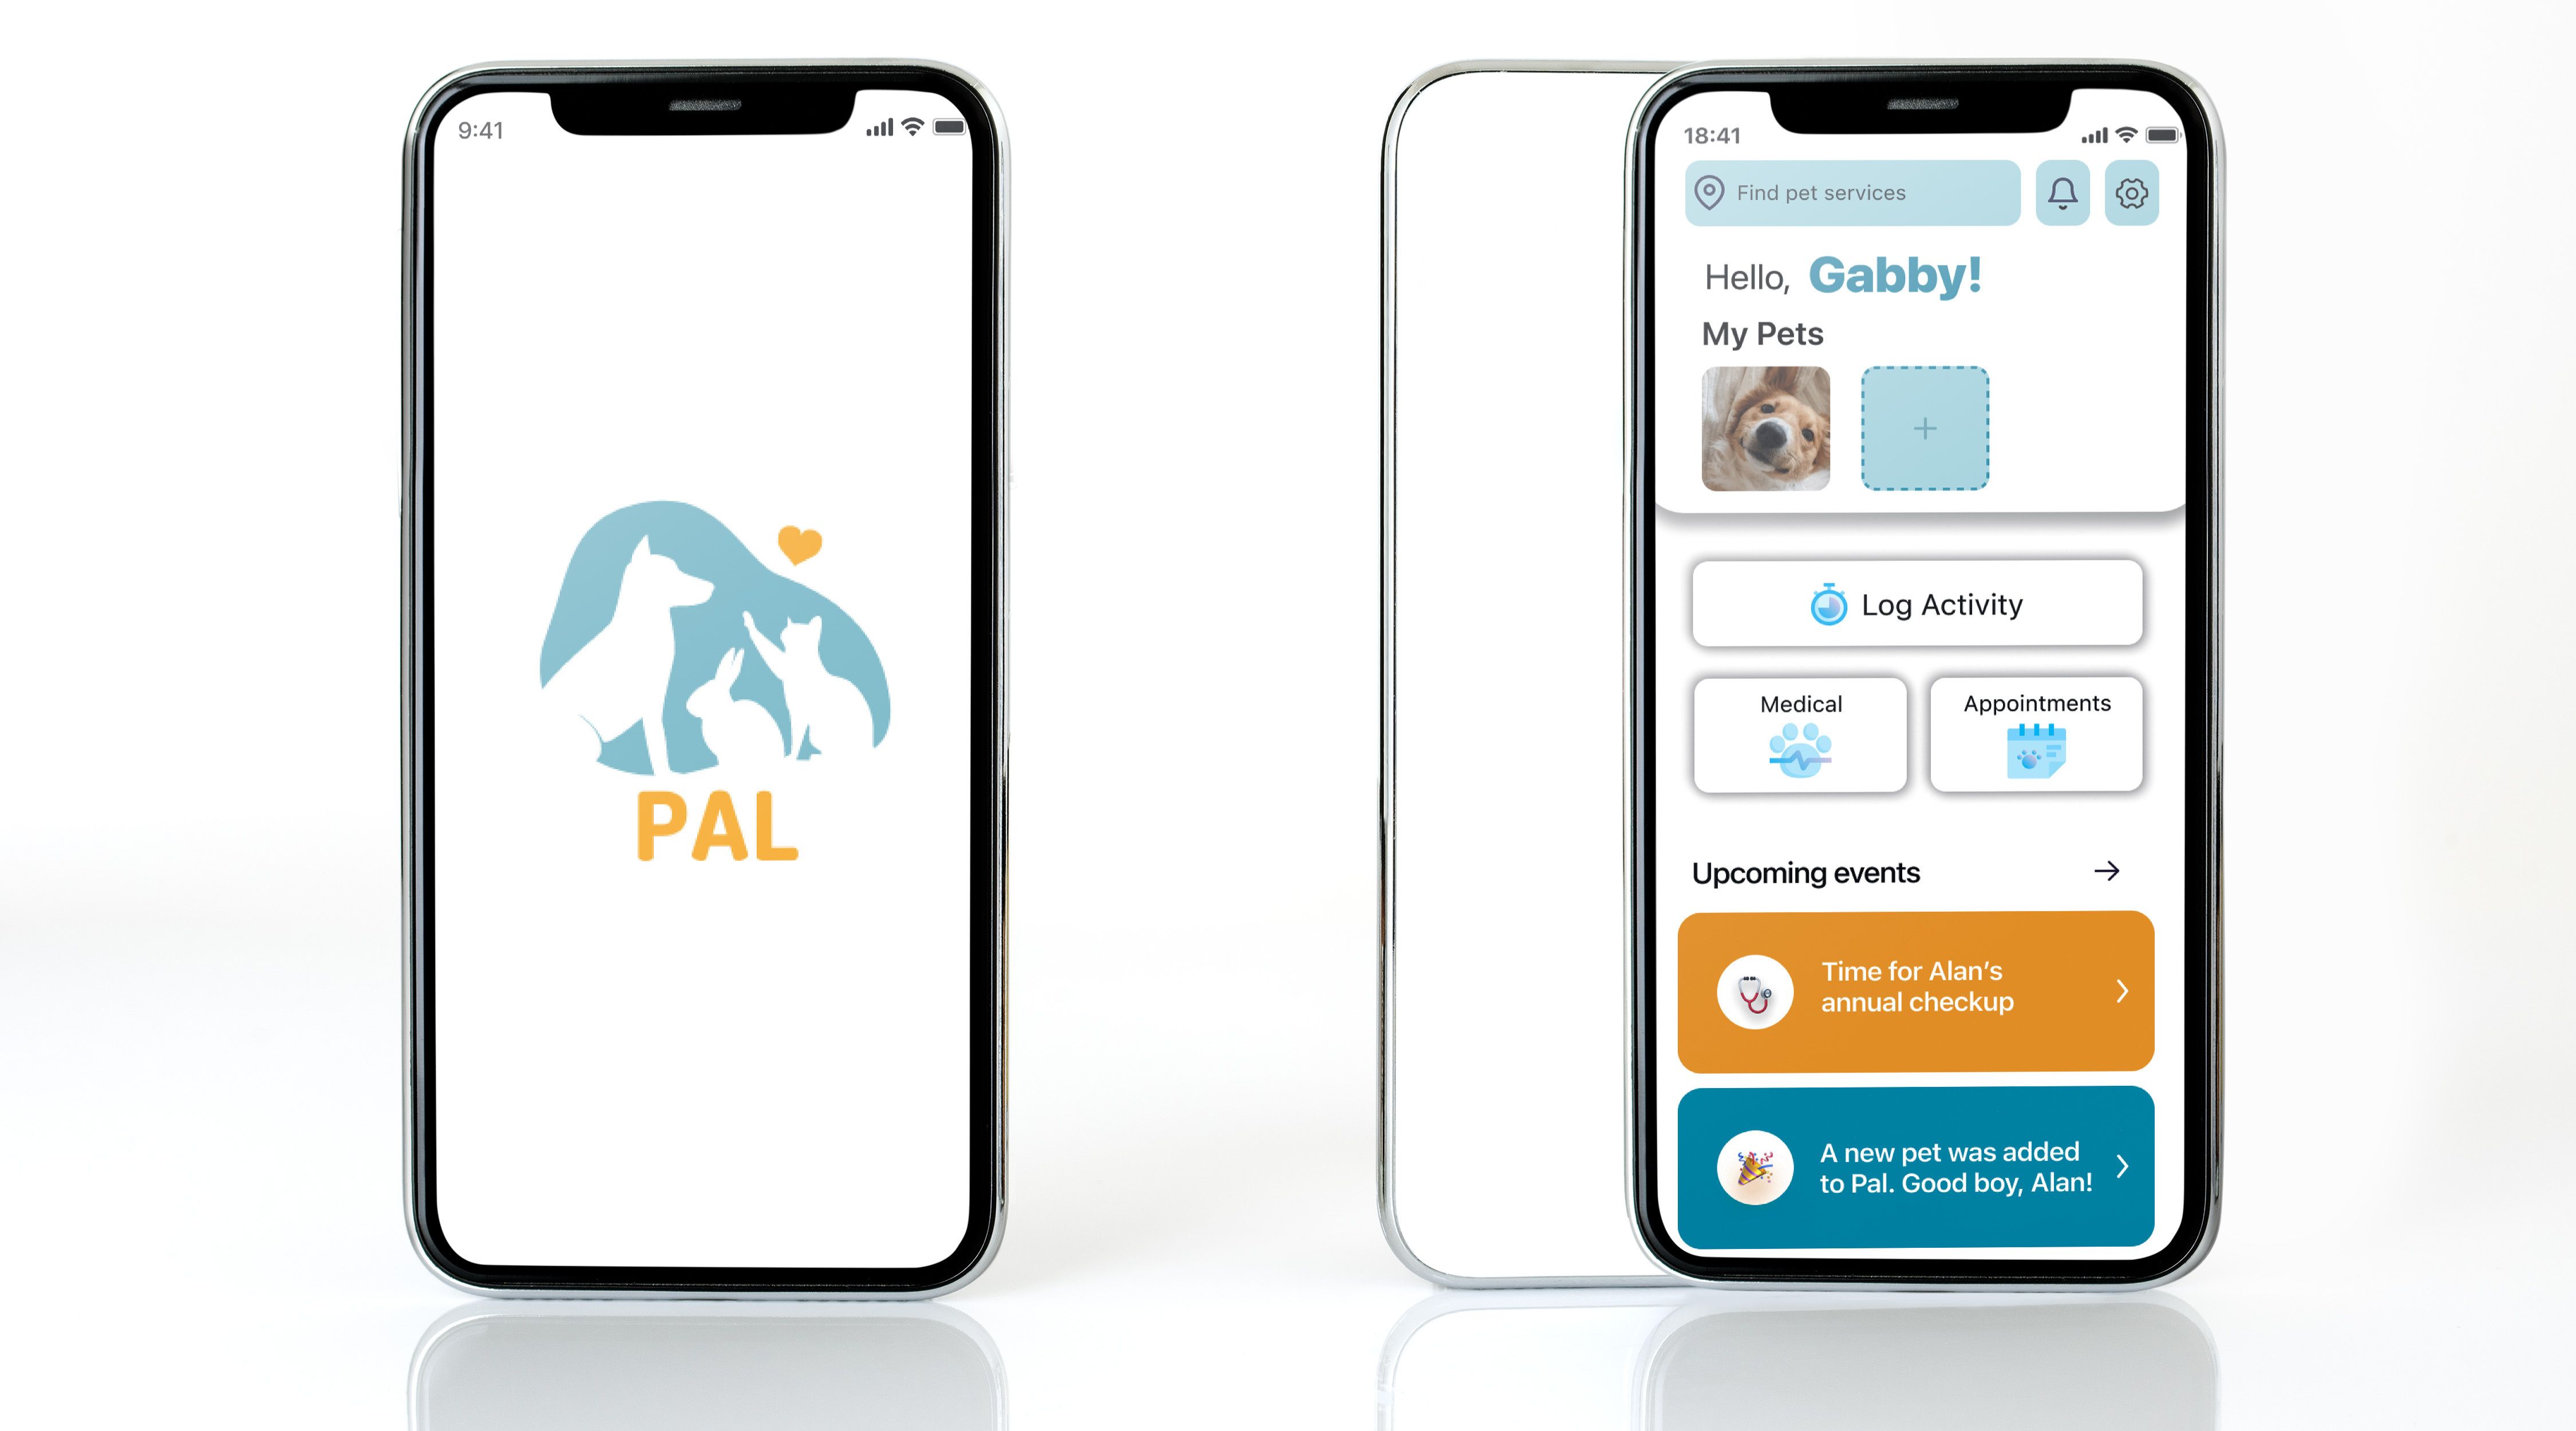 9:41
PAL
18:41
Find pet services
Hello, Gabby!
My Pets
Log Activity
Medical
Appointments
Upcoming events
Time for Alan’s
annual checkup
A new pet was added
to Pal. Good boy, Alan!